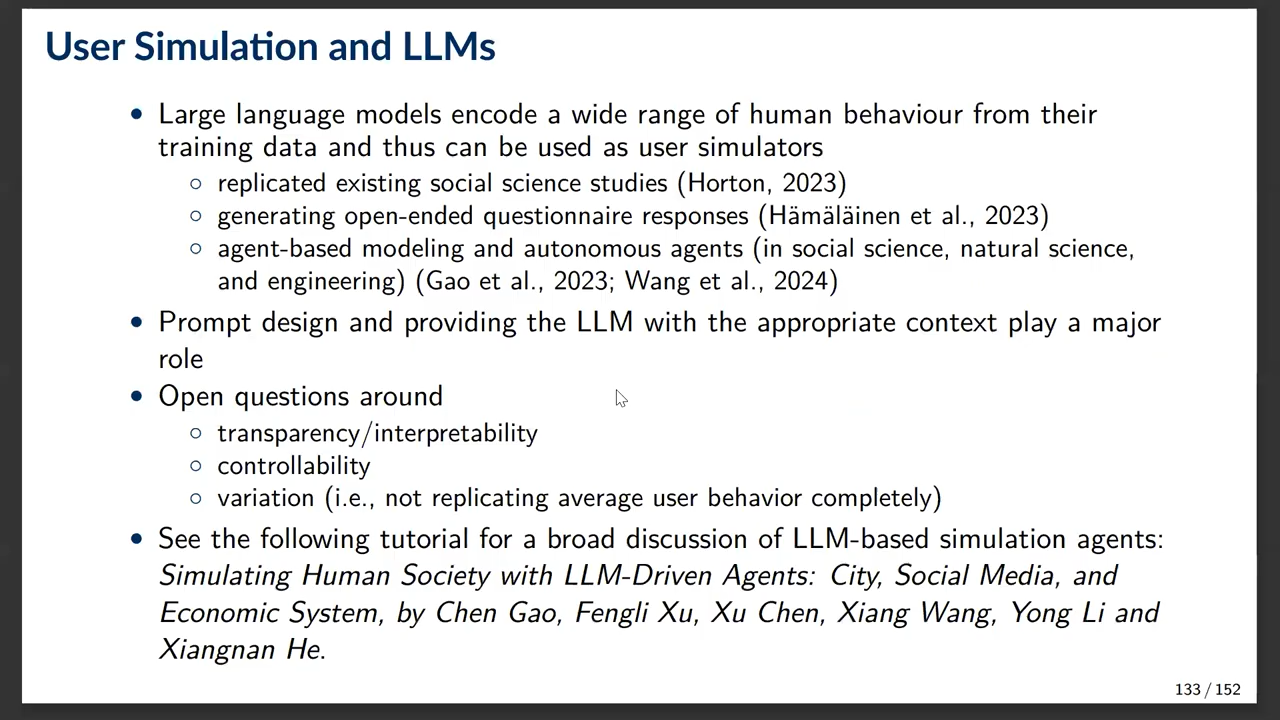 User Simulation and LLMs
• Large language models encode a wide range of human behaviour from their
training data and thus can be used as user simulators
○ replicated existing social science studies (Horton, 2023)
○ generating open-ended questionnaire responses (Hämäläinen et al., 2023)
○ agent-based modeling and autonomous agents (in social science, natural science,
and engineering) (Gao et al., 2023; Wang et al., 2024)
• Prompt design and providing the LLM with the appropriate context play a major
role
• Open questions around
○ transparency/interpretability
○ controllability
○ variation (i.e., not replicating average user behavior completely)
• See the following tutorial for a broad discussion of LLM-based simulation agents:
Simulating Human Society with LLM-Driven Agents: City, Social Media, and
Economic System, by Chen Gao, Fengli Xu, Xu Chen, Xiang Wang, Yong Li and
Xiangnan He.
133 / 152